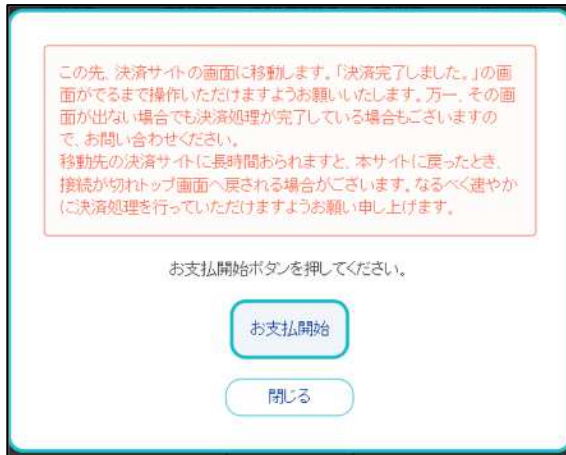 この先、決済サイトの画面に移動します。「決済完了しました。」の画
面がでるまで操作いただけますようお願いいたします。万一、その画
面が出ない場合でも決済処理が完了している場合もございますの
で、お問い合わせください。
移動先の決済サイトに長時間おられますと、本サイトに戻ったとき、
接続が切れトップ画面へ戻される場合がございます。なるべく速やか
に決済処理を行っていただけますようお願い申し上げます。
お支払開始ボタンを押してください。
お支払開始
閉じる